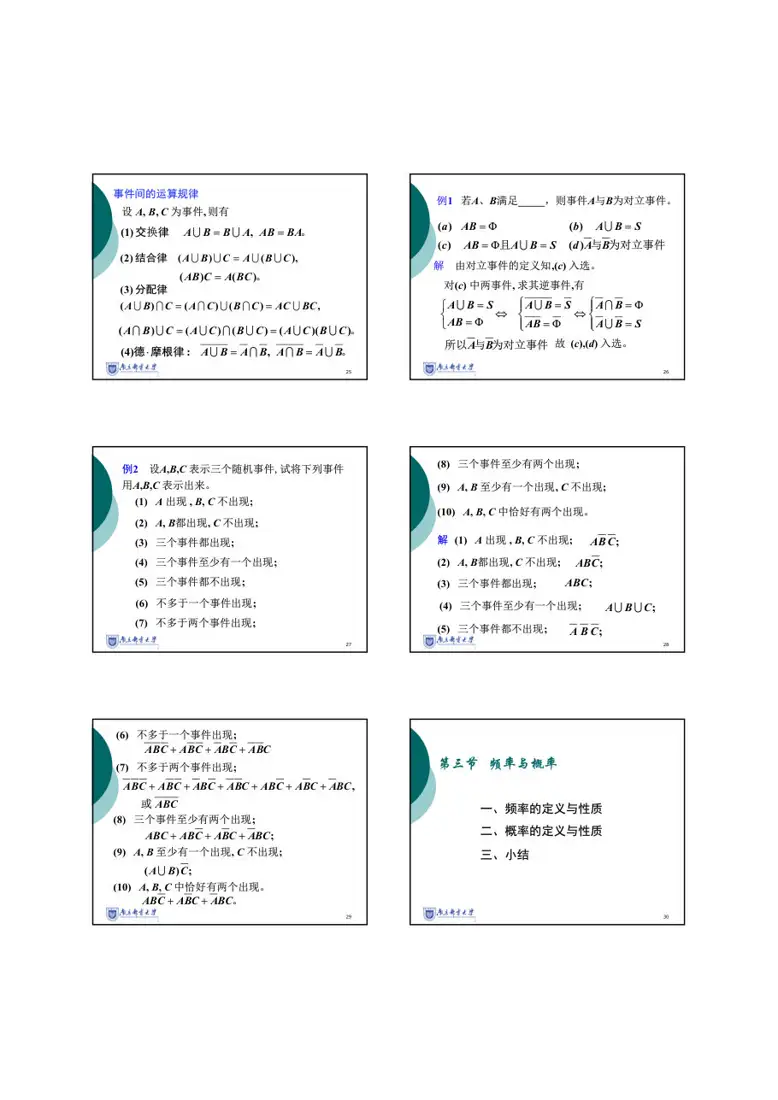 事件间的运算规律
设 A, B, C 为事件, 则有
(1) 交换律 A⋃B = B⋃A, AB = BA。
(2) 结合律 (A⋃B)⋃C = A⋃(B⋃C),
(AB)C = A(BC)。
(3) 分配律
(A⋃B)⋂C = (A⋂C)⋃(B⋂C) = AC⋃BC,
(A⋂B)⋃C = (A⋃C)⋂(B⋃C) = (A⋃C)(B⋃C)。
(4)德·摩根律： \overline{A⋃B} = \overline{A}⋂\overline{B}, \overline{A⋂B} = \overline{A}⋃\overline{B}。
25
例1 若A、B满足_____，则事件A与B为对立事件。
(a) AB = Φ (b) A⋃B = S
(c) AB = Φ且A⋃B = S (d)\overline{A}与\overline{B}为对立事件
解 由对立事件的定义知,(c) 入选。
对(c) 中两事件, 求其逆事件,有
{A⋃B = S ⇔ {\overline{A⋃B} = \overline{S} ⇔ {\overline{A}⋂\overline{B} = Φ
AB = Φ \overline{AB} = \overline{Φ} \overline{A}⋃\overline{B} = S
所以\overline{A}与\overline{B}为对立事件 故 (c),(d) 入选。
26
例2 设A,B,C 表示三个随机事件, 试将下列事件
用A,B,C 表示出来。
(1) A 出现 , B, C 不出现;
(2) A, B都出现, C 不出现;
(3) 三个事件都出现;
(4) 三个事件至少有一个出现;
(5) 三个事件都不出现;
(6) 不多于一个事件出现;
(7) 不多于两个事件出现;
27
(8) 三个事件至少有两个出现;
(9) A, B 至少有一个出现, C 不出现;
(10) A, B, C 中恰好有两个出现。
解 (1) A 出现 , B, C 不出现; A\overline{B} \overline{C};
(2) A, B都出现, C 不出现; AB\overline{C};
(3) 三个事件都出现; ABC;
(4) 三个事件至少有一个出现; A⋃B⋃C;
(5) 三个事件都不出现; \overline{A} \overline{B} \overline{C};
28
(6) 不多于一个事件出现;
\overline{A}\overline{B}\overline{C} + A\overline{B}\overline{C} + \overline{A}B\overline{C} + \overline{A}\overline{B}C
(7) 不多于两个事件出现;
\overline{A}\overline{B}\overline{C} + A\overline{B}\overline{C} + \overline{A}B\overline{C} + \overline{A}\overline{B}C + AB\overline{C} + A\overline{B}C + \overline{A}BC,
或 \overline{ABC}
(8) 三个事件至少有两个出现;
ABC + AB\overline{C} + A\overline{B}C + \overline{A}BC;
(9) A, B 至少有一个出现, C 不出现;
(A⋃B)\overline{C};
(10) A, B, C 中恰好有两个出现。
AB\overline{C} + A\overline{B}C + \overline{A}BC。
29
第三节 频率与概率
一、频率的定义与性质
二、概率的定义与性质
三、小结
30